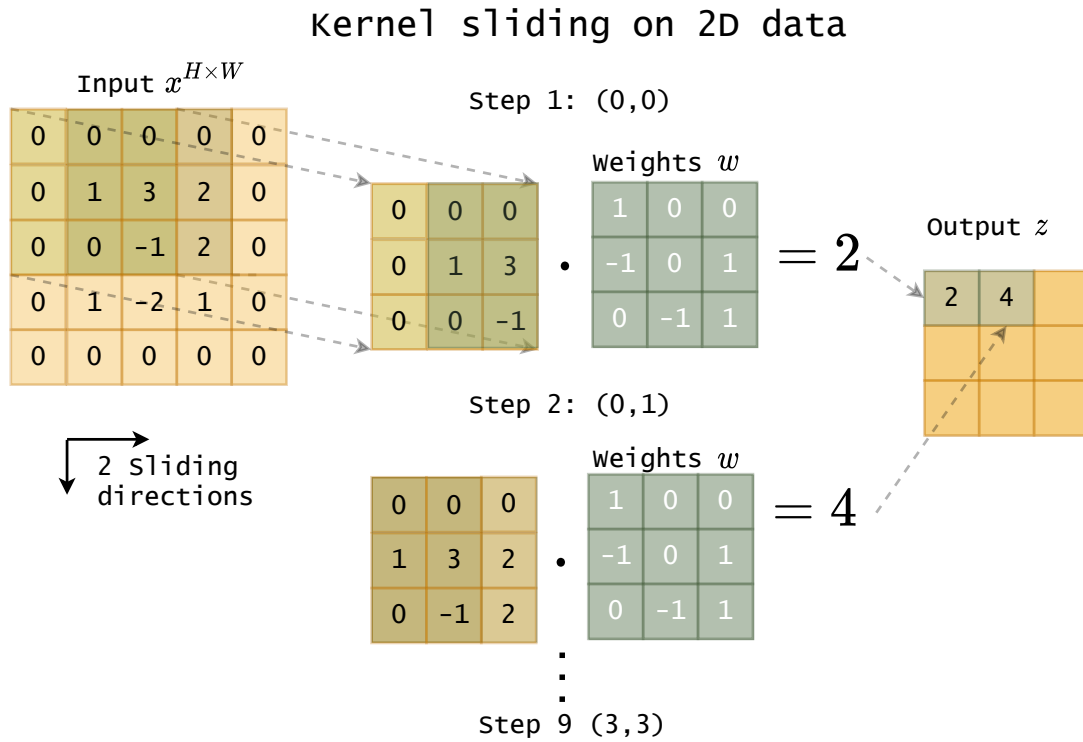 Kernel sliding on 2D data
Input x^{H×W}
0 0 0 0 0
0 1 3 2 0
0 0 -1 2 0
0 1 -2 1 0
0 0 0 0 0
2 Sliding
directions
Step 1: (0,0)
0 0 0
0 1 3
0 0 -1
·
Weights w
1 0 0
-1 0 1
0 -1 1
= 2
Step 2: (0,1)
0 0 0
1 3 2
0 -1 2
·
Weights w
1 0 0
-1 0 1
0 -1 1
= 4
Step 9 (3,3)
Output z
2 4